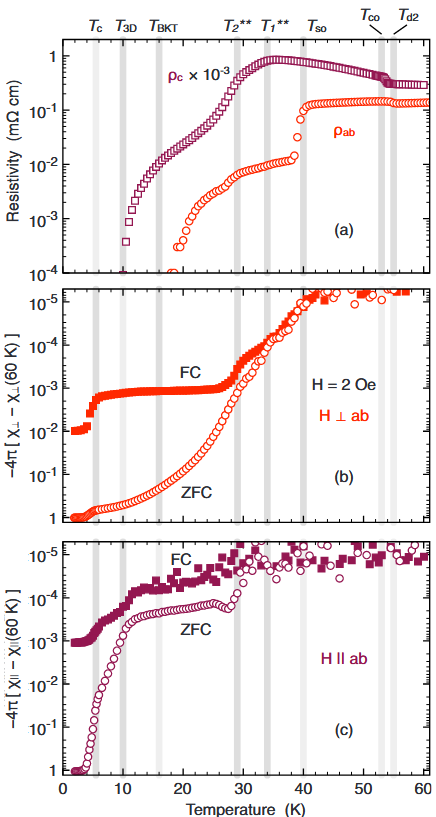 Tc T3D TBKT T2** T1** Tso Tco Td2
1
10-1
10-2
10-3
10-4
Resistivity (mΩ cm)
ρc × 10-3
ρab
(a)
10-5
10-4
10-3
10-2
10-1
1
−4π [ χ⊥ − χ⊥(60 K) ]
FC
ZFC
H = 2 Oe
H ⊥ ab
(b)
10-5
10-4
10-3
10-2
10-1
1
−4π [ χ|| − χ||(60 K) ]
FC
ZFC
H || ab
(c)
0 10 20 30 40 50 60
Temperature (K)